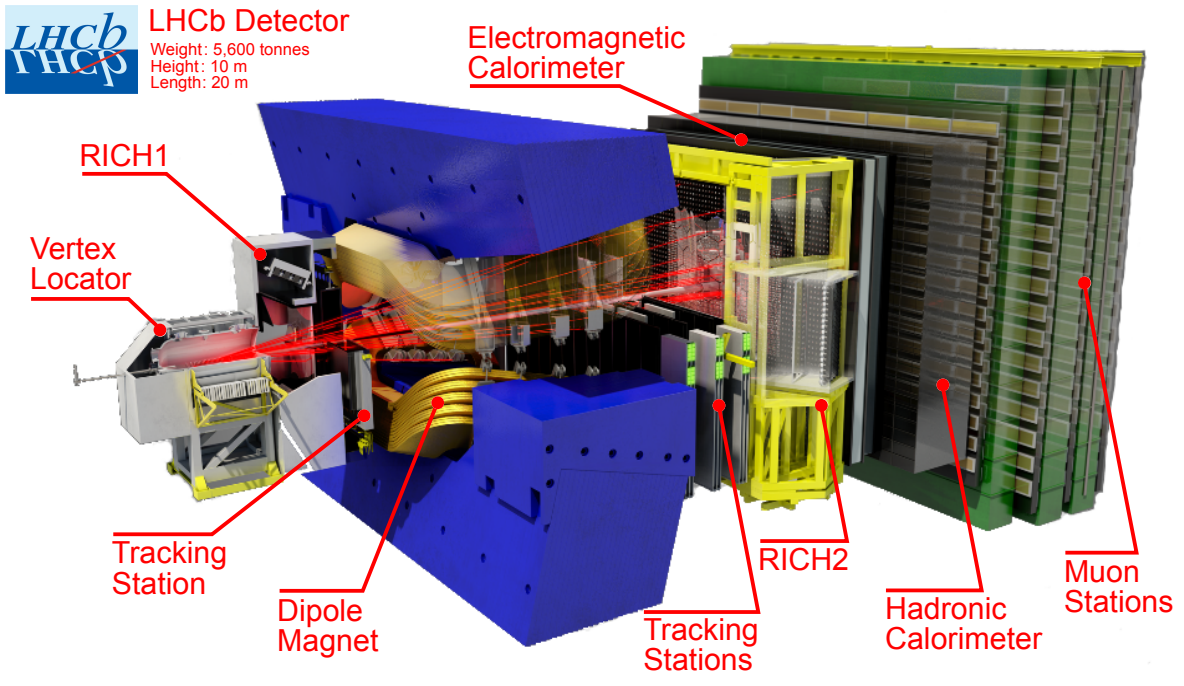 LHCb
LHCb
LHCb Detector
Weight: 5,600 tonnes
Height: 10 m
Length: 20 m
Electromagnetic
Calorimeter
RICH1
Vertex
Locator
Tracking
Station
Dipole
Magnet
Tracking
Stations
RICH2
Hadronic
Calorimeter
Muon
Stations